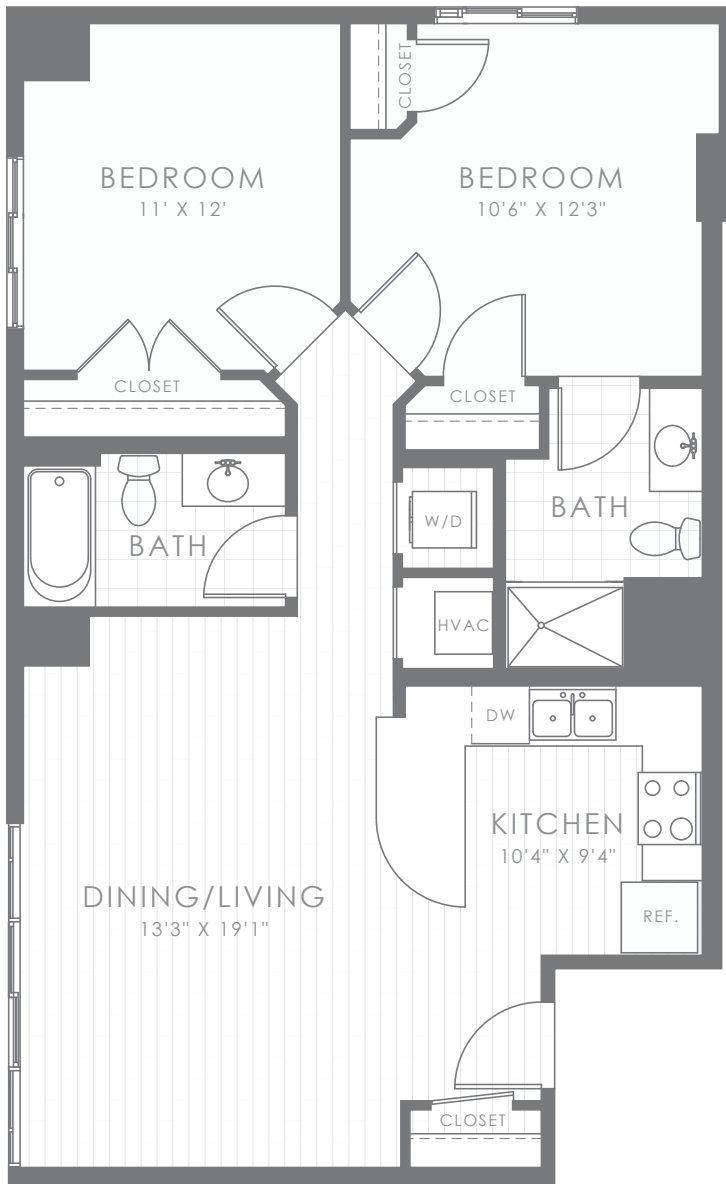 CLOSET
BEDROOM
11' X 12'
BEDROOM
10'6" X 12'3"
CLOSET
CLOSET
W/D
BATH
BATH
HVAC
DW
KITCHEN
10'4" X 9'4"
DINING/LIVING
13'3" X 19'1"
REF.
CLOSET